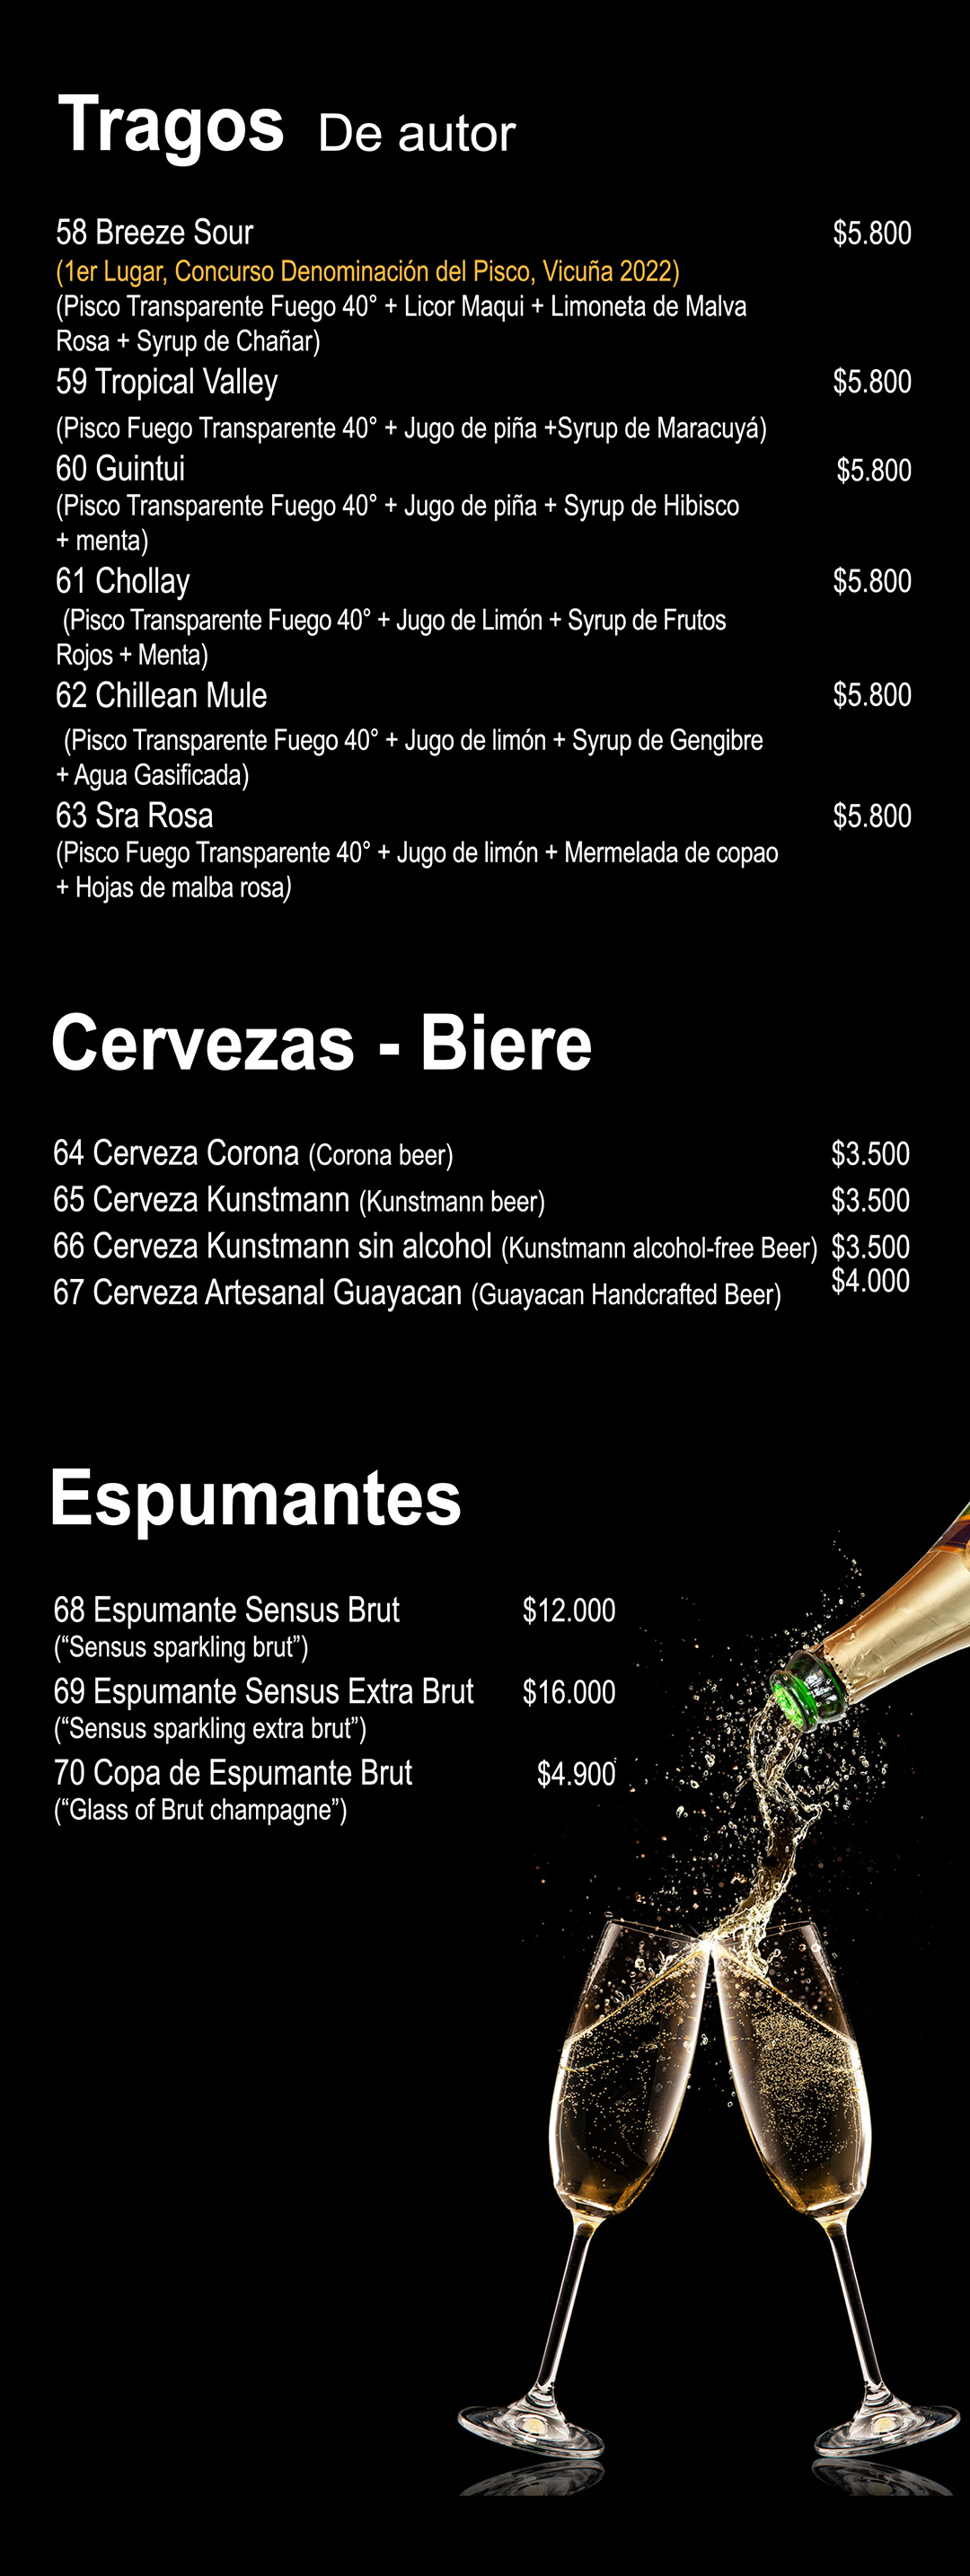 Tragos De autor
58 Breeze Sour $5.800
(1er Lugar, Concurso Denominación del Pisco, Vicuña 2022)
(Pisco Transparente Fuego 40° + Licor Maqui + Limoneta de Malva
Rosa + Syrup de Chañar)
59 Tropical Valley $5.800
(Pisco Fuego Transparente 40° + Jugo de piña +Syrup de Maracuyá)
60 Guintui $5.800
(Pisco Transparente Fuego 40° + Jugo de piña + Syrup de Hibisco
+ menta)
61 Chollay $5.800
(Pisco Transparente Fuego 40° + Jugo de Limón + Syrup de Frutos
Rojos + Menta)
62 Chillean Mule $5.800
(Pisco Transparente Fuego 40° + Jugo de limón + Syrup de Gengibre
+ Agua Gasificada)
63 Sra Rosa $5.800
(Pisco Fuego Transparente 40° + Jugo de limón + Mermelada de copao
+ Hojas de malba rosa)
Cervezas - Biere
64 Cerveza Corona (Corona beer) $3.500
65 Cerveza Kunstmann (Kunstmann beer) $3.500
66 Cerveza Kunstmann sin alcohol (Kunstmann alcohol-free Beer) $3.500
67 Cerveza Artesanal Guayacan (Guayacan Handcrafted Beer) $4.000
Espumantes
68 Espumante Sensus Brut $12.000
(“Sensus sparkling brut”)
69 Espumante Sensus Extra Brut $16.000
(“Sensus sparkling extra brut”)
70 Copa de Espumante Brut $4.900
(“Glass of Brut champagne”)